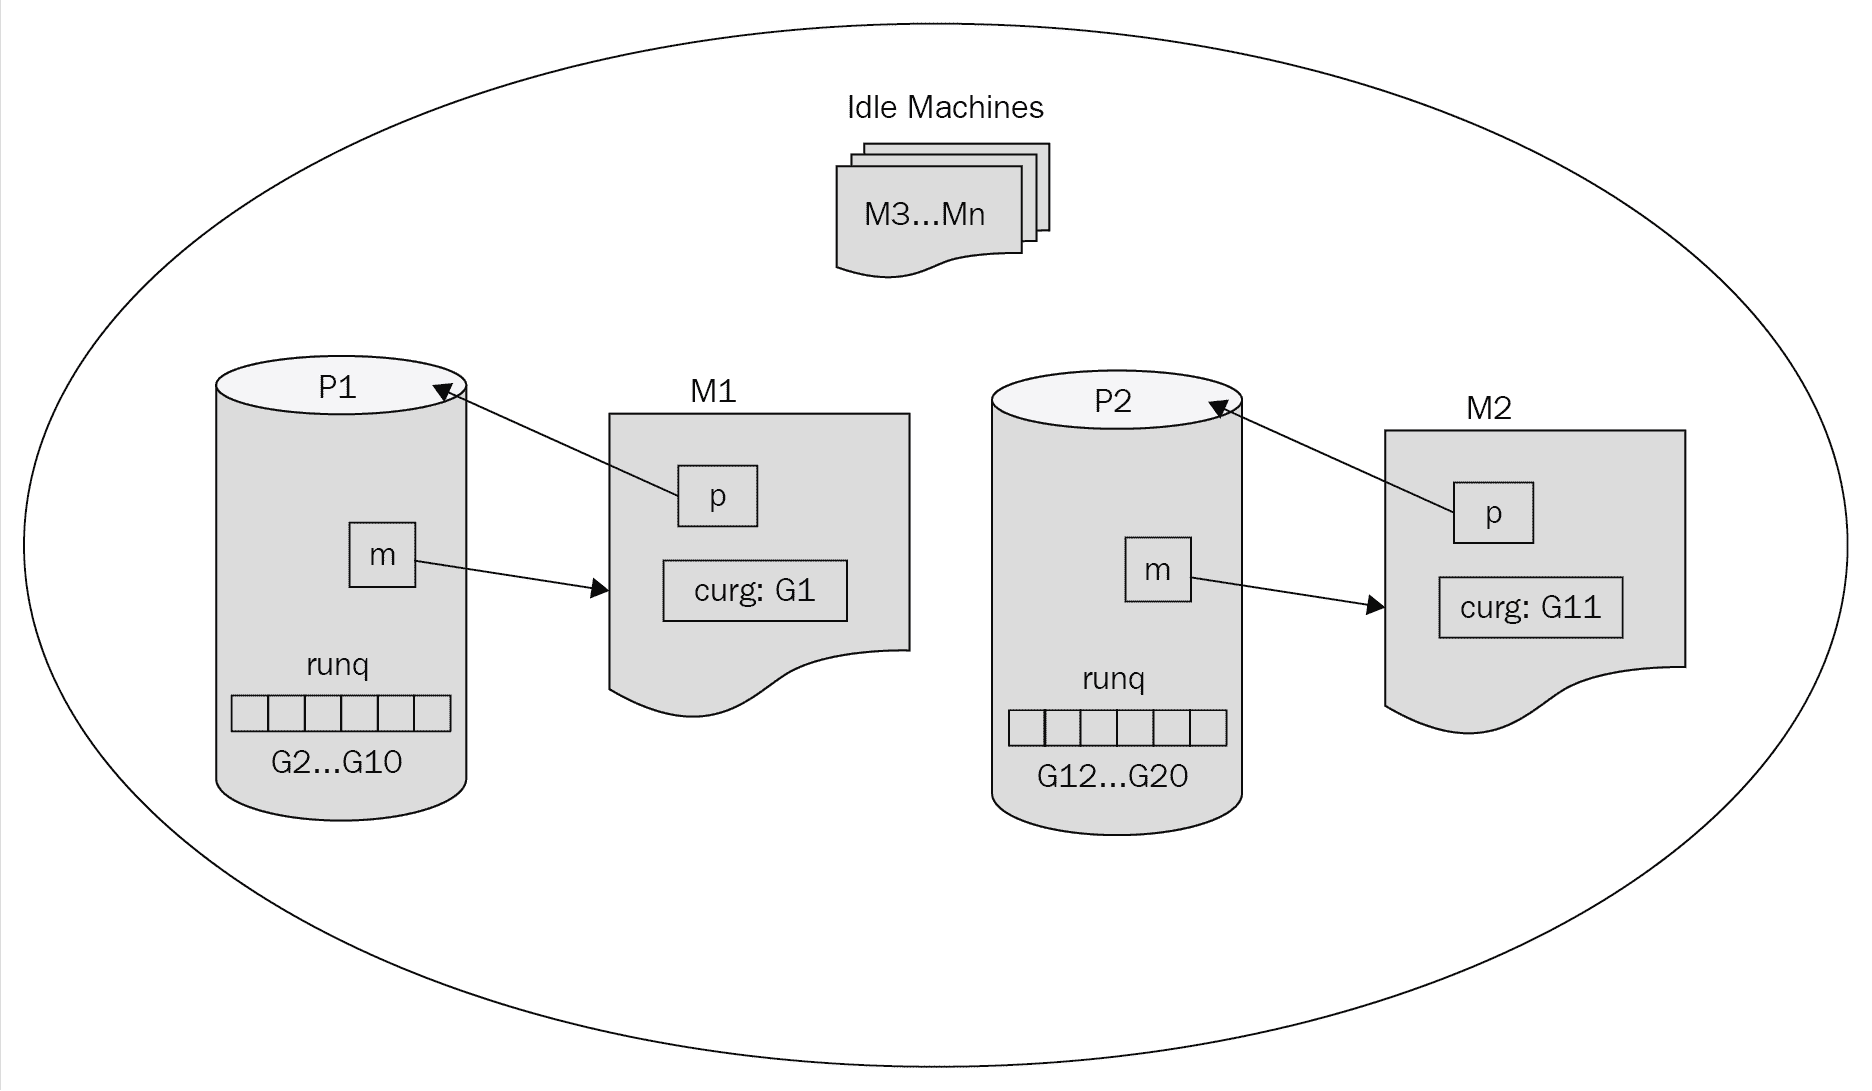 Idle Machines
M3...Mn
P1
M1
p
m
curg: G1
runq
G2...G10
P2
M2
p
m
curg: G11
runq
G12...G20